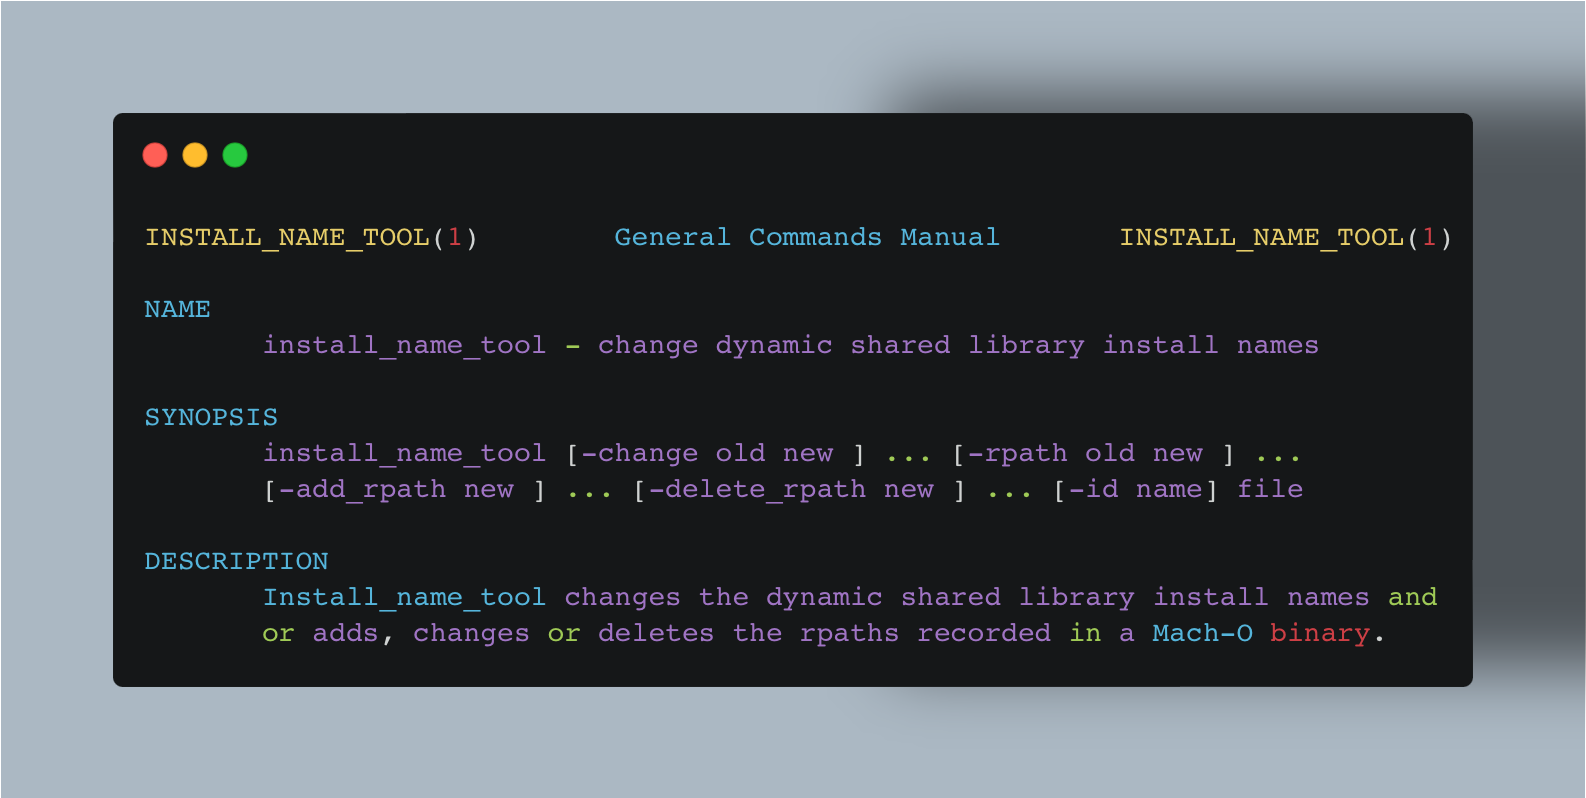 INSTALL_NAME_TOOL(1) General Commands Manual INSTALL_NAME_TOOL(1)
NAME
install_name_tool - change dynamic shared library install names
SYNOPSIS
install_name_tool [-change old new ] ... [-rpath old new ] ...
[-add_rpath new ] ... [-delete_rpath new ] ... [-id name] file
DESCRIPTION
Install_name_tool changes the dynamic shared library install names and
or adds, changes or deletes the rpaths recorded in a Mach-O binary.